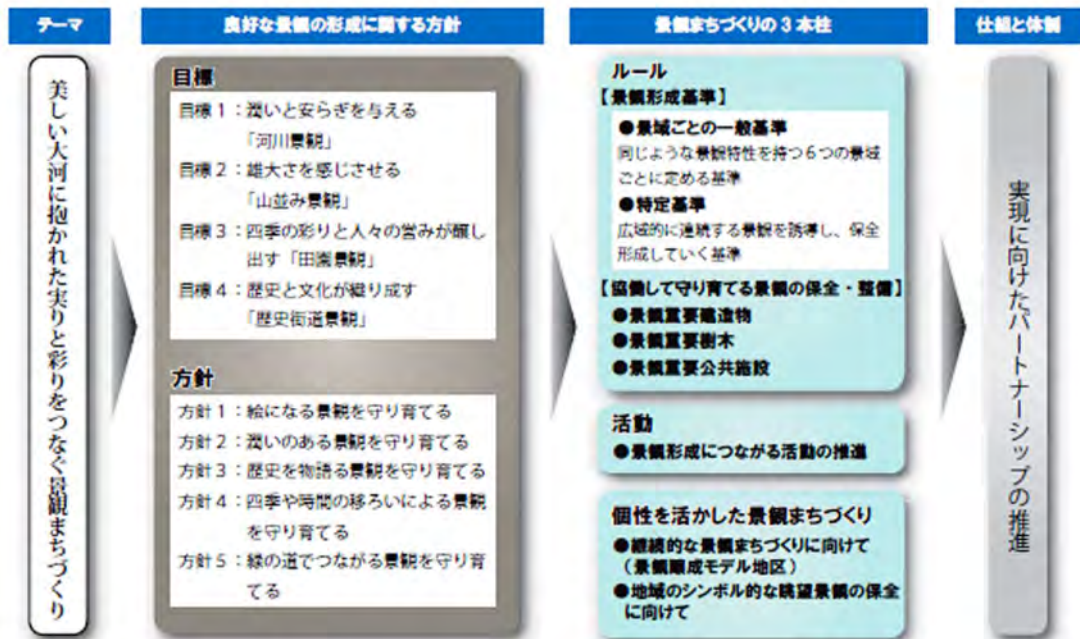 テーマ
美しい大河に抱かれた実りと彩りをつなぐ景観まちづくり
良好な景観の形成に関する方針
目標
目標1:潤いと安らぎを与える
「河川景観」
目標2:雄大さを感じさせる
「山並み景観」
目標3:四季の彩りと人々の営みが醸し
出す「田園景観」
目標4:歴史と文化が織り成す
「歴史街道景観」
方針
方針1:絵になる景観を守り育てる
方針2:潤いのある景観を守り育てる
方針3:歴史を物語る景観を守り育てる
方針4:四季や時間の移ろいによる景観
を守り育てる
方針5:緑の道でつながる景観を守り育
てる
景観まちづくりの3本柱
ルール
【景観形成基準】
●景域ごとの一般基準
同じような景観特性を持つ6つの景域
ごとに定める基準
●特定基準
広域的に連続する景観を誘導し、保全
形成していく基準
【協働して守り育てる景観の保全・整備】
●景観重要建造物
●景観重要樹木
●景観重要公共施設
活動
●景観形成につながる活動の推進
個性を活かした景観まちづくり
●継続的な景観まちづくりに向けて
(景観醸成モデル地区)
●地域のシンボル的な眺望景観の保全
に向けて
仕組と体制
実現に向けたパートナーシップの推進